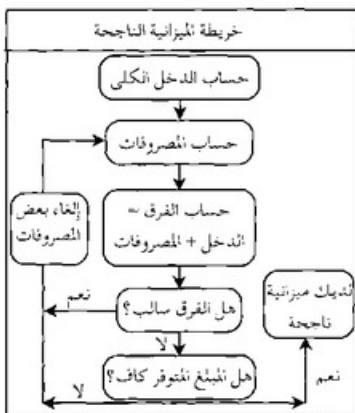 خريطة الميزانية الناجحة
حساب الدخل الكلى
حساب المصروفات
حساب الفرق =
الدخل + المصروفات
إلغاء بعض
المصروفات
هل الفرق سالب؟
نعم
لا
لديك ميزانية
ناجحة
هل المبلغ المتوفر كاف؟
لا
نعم